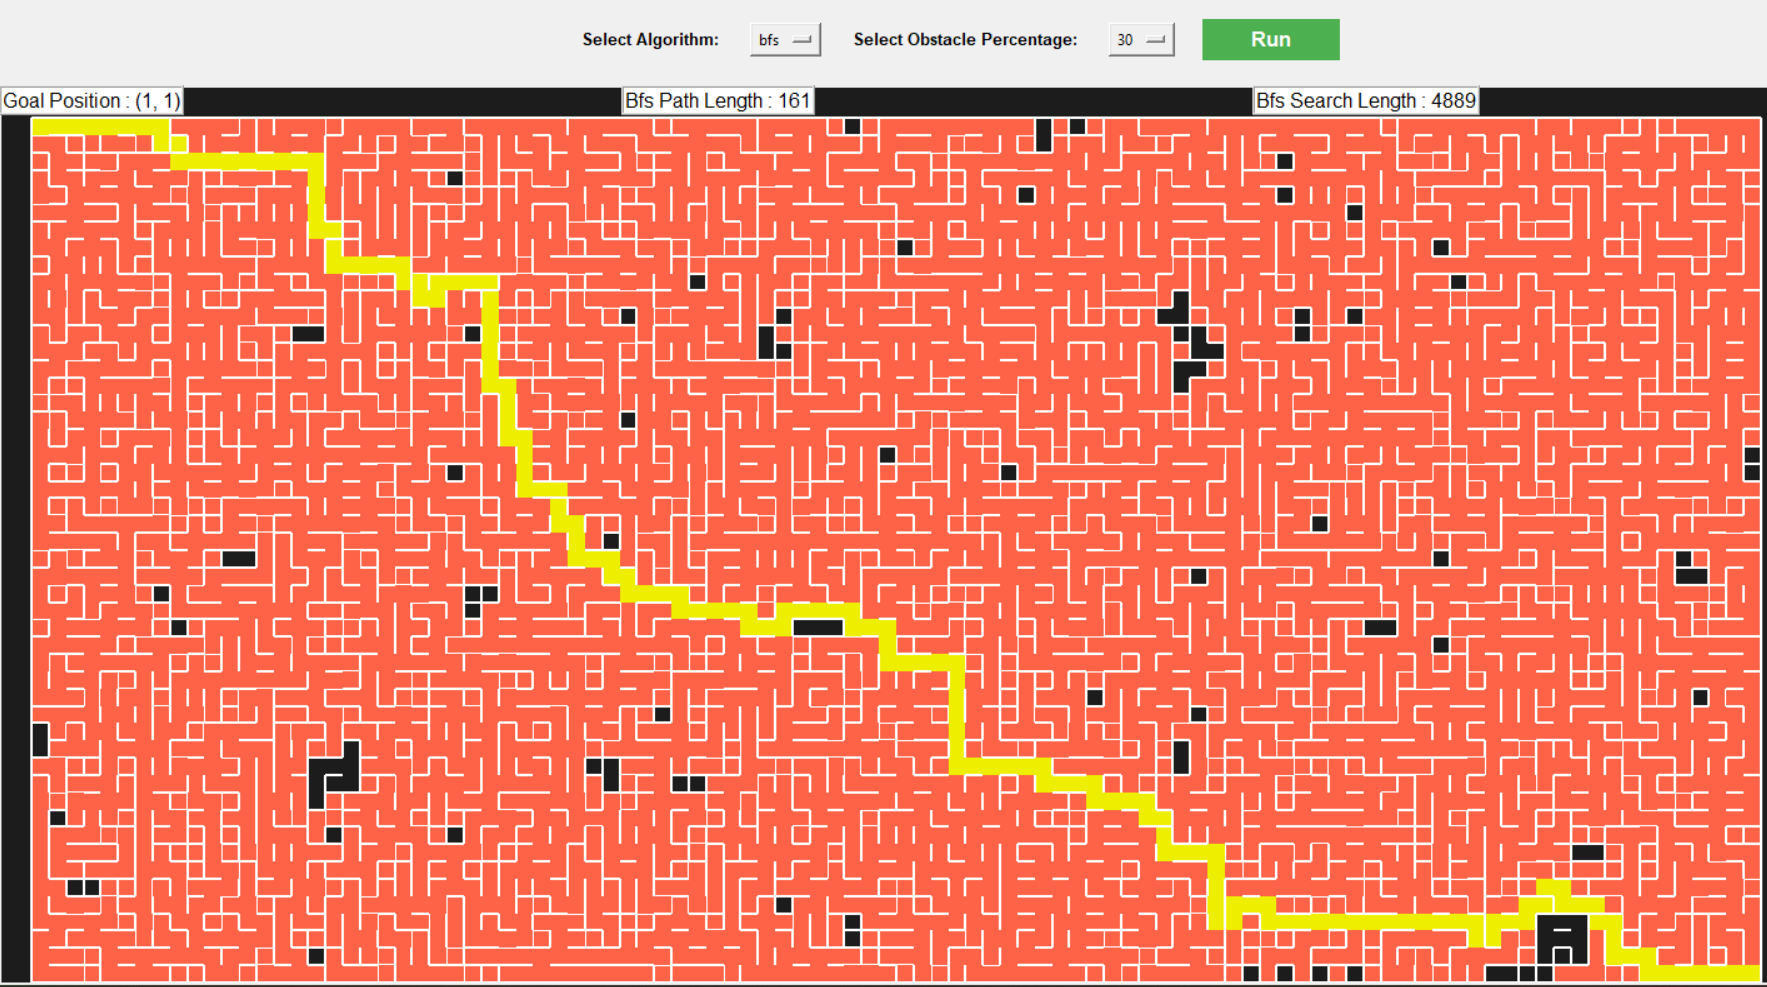 Select Algorithm: bfs Select Obstacle Percentage: 30 Run
Goal Position : (1, 1) Bfs Path Length : 161 Bfs Search Length : 4889